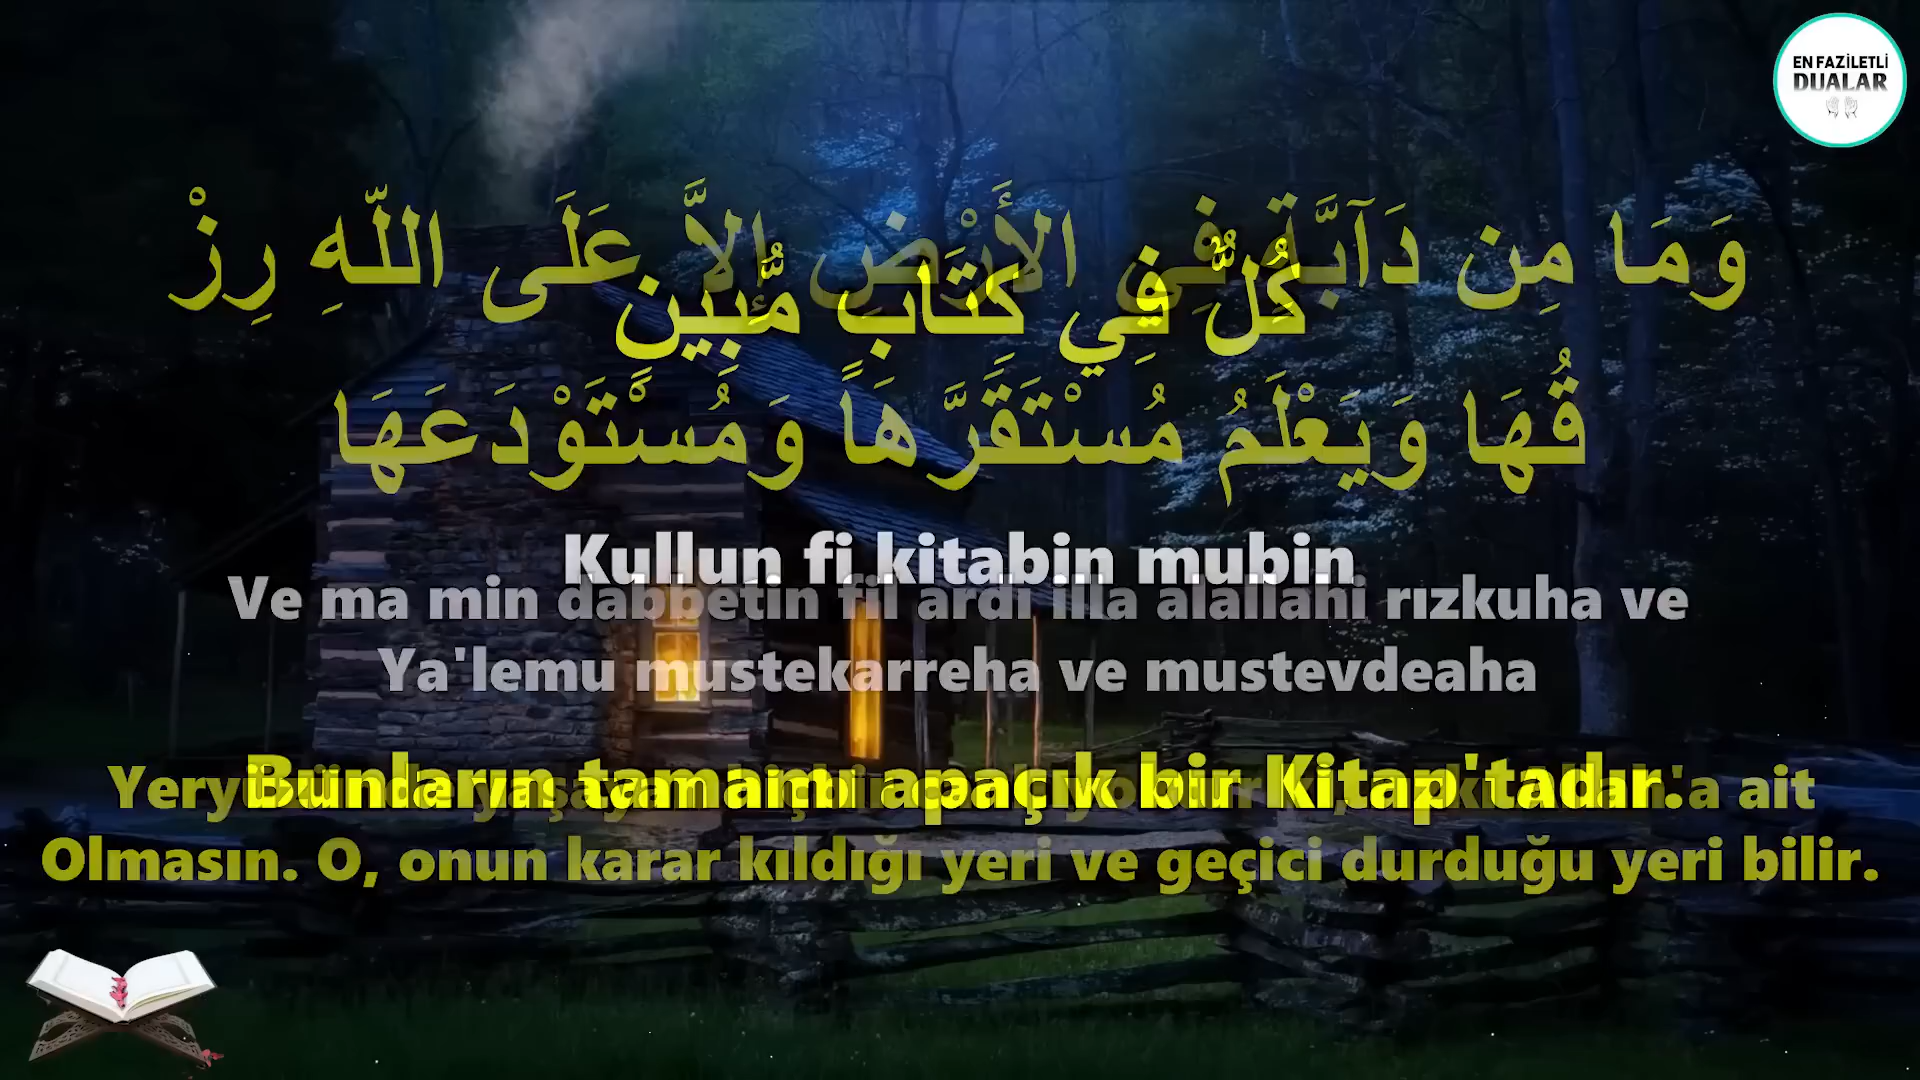 EN FAZİLETLİ
DUALAR
وَمَا مِن دَآبَّةٍ فِي الأَرْضِ إِلاَّ عَلَى اللّهِ رِزْ
كُلٌّ فِي كِتَابٍ مُّبِينٍ
قُهَا وَيَعْلَمُ مُسْتَقَرَّهَا وَمُسْتَوْدَعَهَا
Kullun fi kitabin mubin
Ve ma min dabbetin fil ardı illa alallahi rızkuha ve
Ya'lemu mustekarreha ve mustevdeaha
Bunların tamamı apaçık bir Kitap'tadır.
a ait
Olmasın. O, onun karar kıldığı yeri ve geçici durduğu yeri bilir.